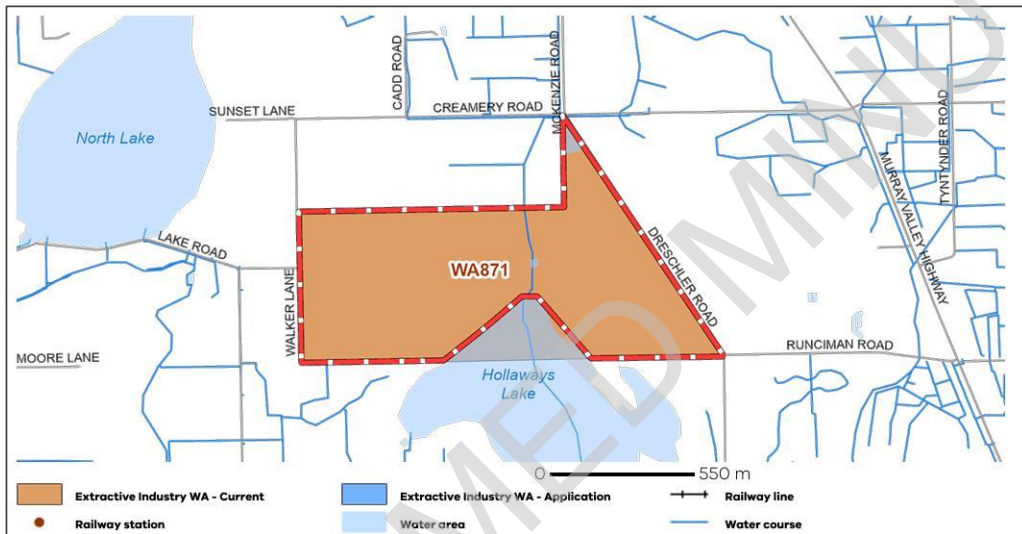 CADD ROAD
MCKENZIE ROAD
SUNSET LANE
CREAMERY ROAD
North Lake
TYNTYNDER ROAD
MURRAY VALLEY HIGHWAY
LAKE ROAD
DRESCHLER ROAD
WA871
WALKER LANE
MOORE LANE
RUNCIMAN ROAD
Hollaways
Lake
0 550 m
Extractive Industry WA - Current
Extractive Industry WA - Application
Railway line
Railway station
Water area
Water course
MED MINU